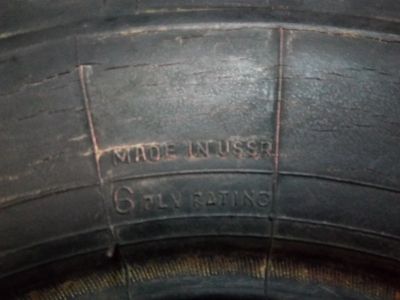 MADE IN USSR
6 PLY RATING